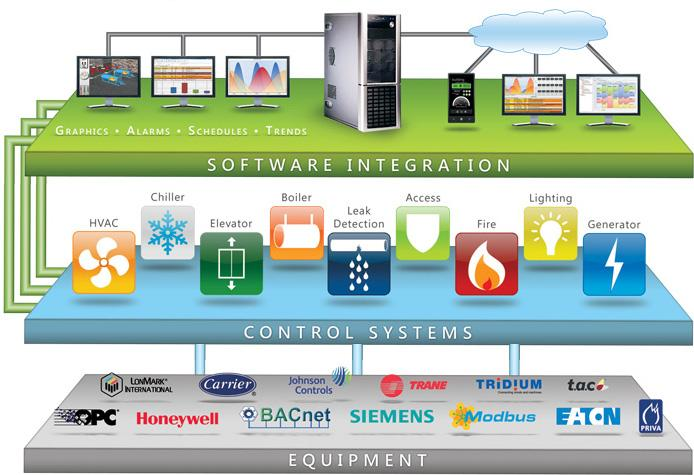 GRAPHICS • ALARMS • SCHEDULES • TRENDS
SOFTWARE INTEGRATION
HVAC
Chiller
Elevator
Boiler
Leak
Detection
Access
Fire
Lighting
Generator
CONTROL SYSTEMS
LONMARK®
INTERNATIONAL
Carrier
Johnson
Controls
TRANE
TRIDIUM
t.a.c
OPC
Honeywell
BACnet
SIEMENS
Modbus
EATON
PRIVA
EQUIPMENT